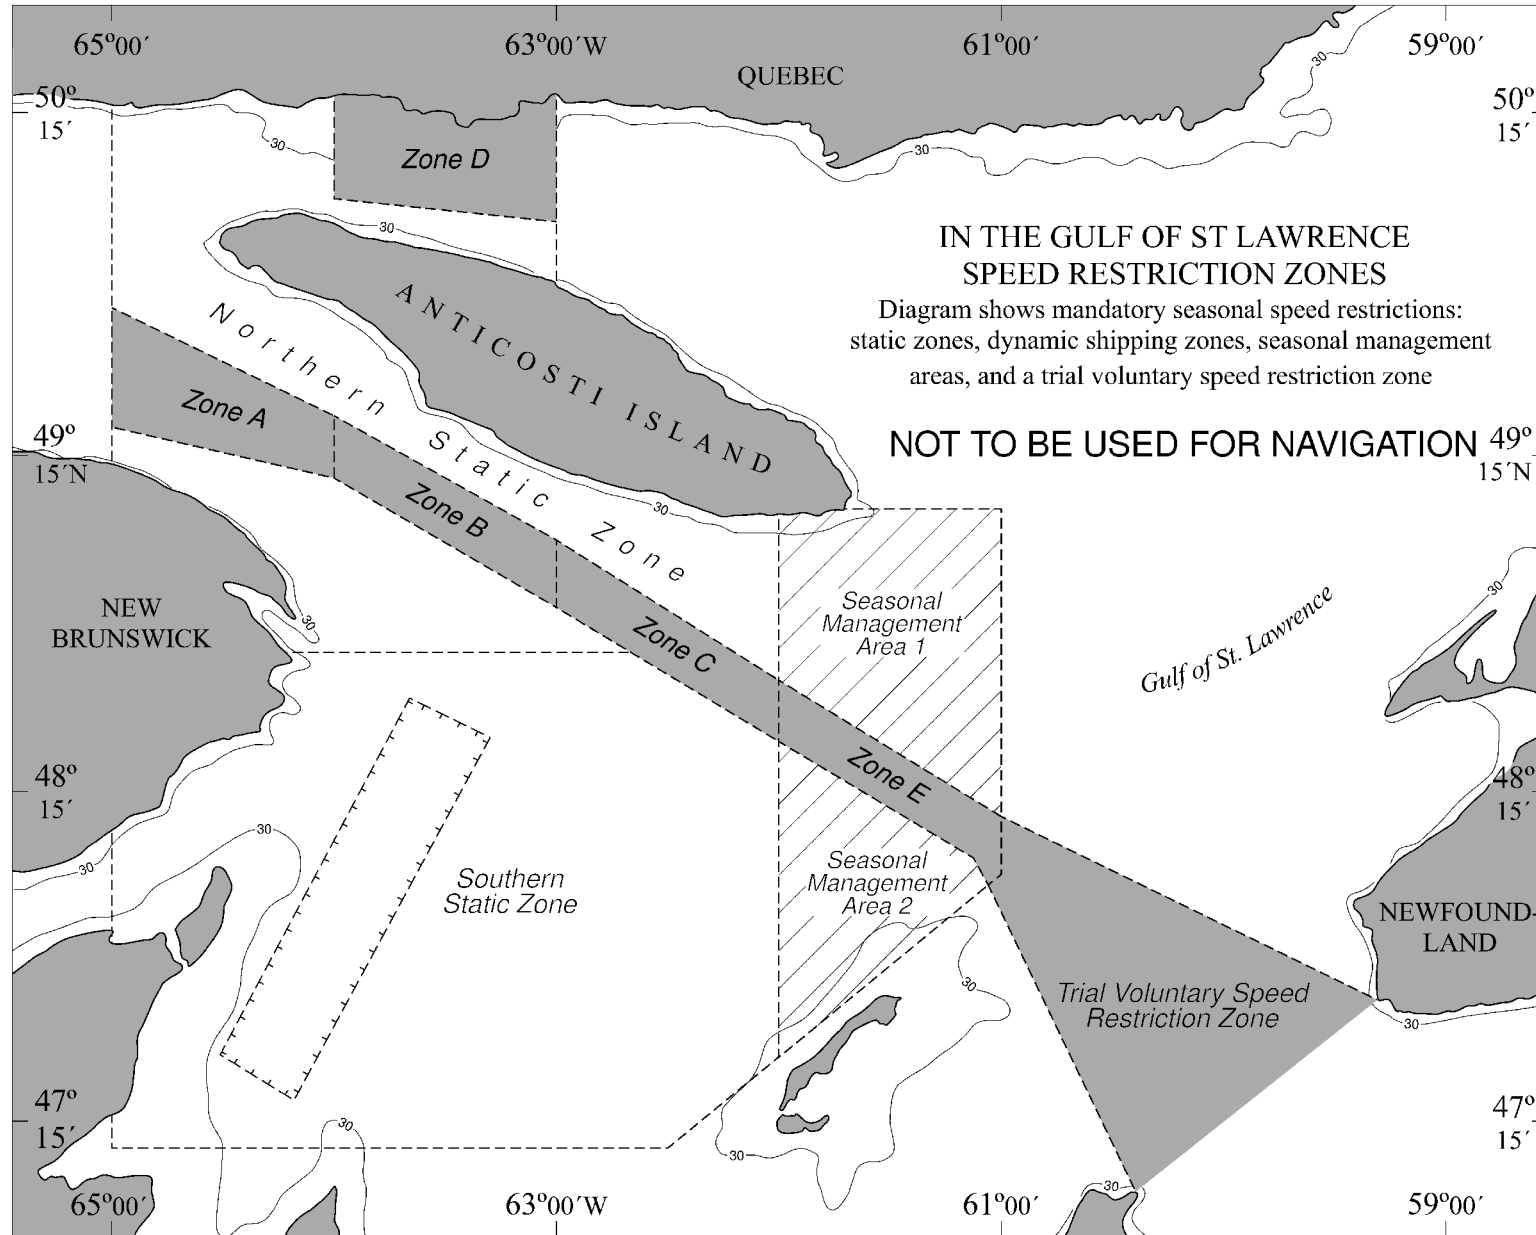 65º00´
63º00´W
61º00´
59º00´
QUEBEC
30
50º
15´
50º
15´
30
Zone D
30
30
IN THE GULF OF ST LAWRENCE
SPEED RESTRICTION ZONES
Diagram shows mandatory seasonal speed restrictions:
static zones, dynamic shipping zones, seasonal management
areas, and a trial voluntary speed restriction zone
NOT TO BE USED FOR NAVIGATION
ANTICOSTI ISLAND
Northern Static Zone
Zone A
49º
15´N
49º
15´N
Zone B
30
Seasonal
Management
Area 1
30
NEW
BRUNSWICK
30
Zone C
Gulf of St. Lawrence
48º
15´
48º
15´
Zone E
30
30
Southern
Static Zone
Seasonal
Management
Area 2
NEWFOUND-
LAND
30
Trial Voluntary Speed
Restriction Zone
30
47º
15´
47º
15´
30
30
30
65º00´
63º00´W
61º00´
59º00´